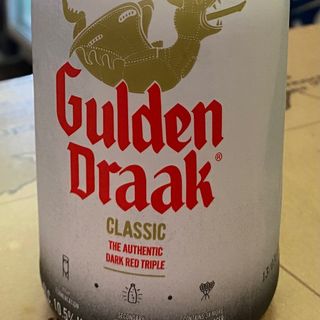 Gulden
Draak®
CLASSIC
THE AUTHENTIC
DARK RED TRIPLE